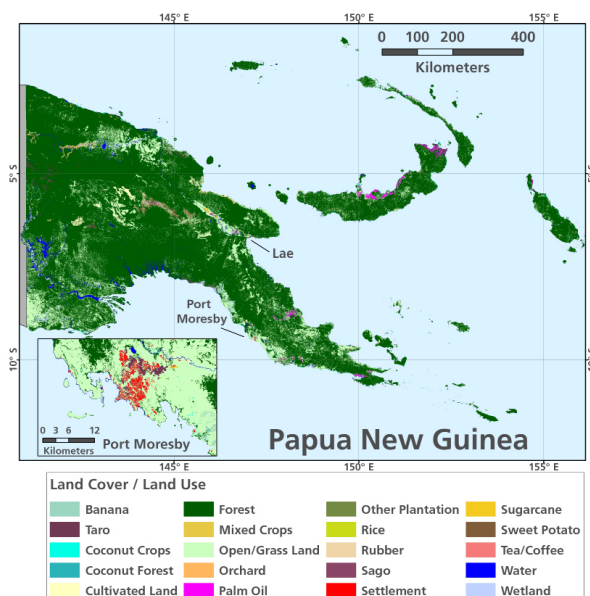 145° E 150° E 155° E
0 100 200 400
Kilometers
5° S
Lae
Port
Moresby
10° S
0 3 6 12
Kilometers
Port Moresby
Papua New Guinea
145° E 150° E 155° E
Land Cover / Land Use
Banana Forest Other Plantation Sugarcane
Taro Mixed Crops Rice Sweet Potato
Coconut Crops Open/Grass Land Rubber Tea/Coffee
Coconut Forest Orchard Sago Water
Cultivated Land Palm Oil Settlement Wetland